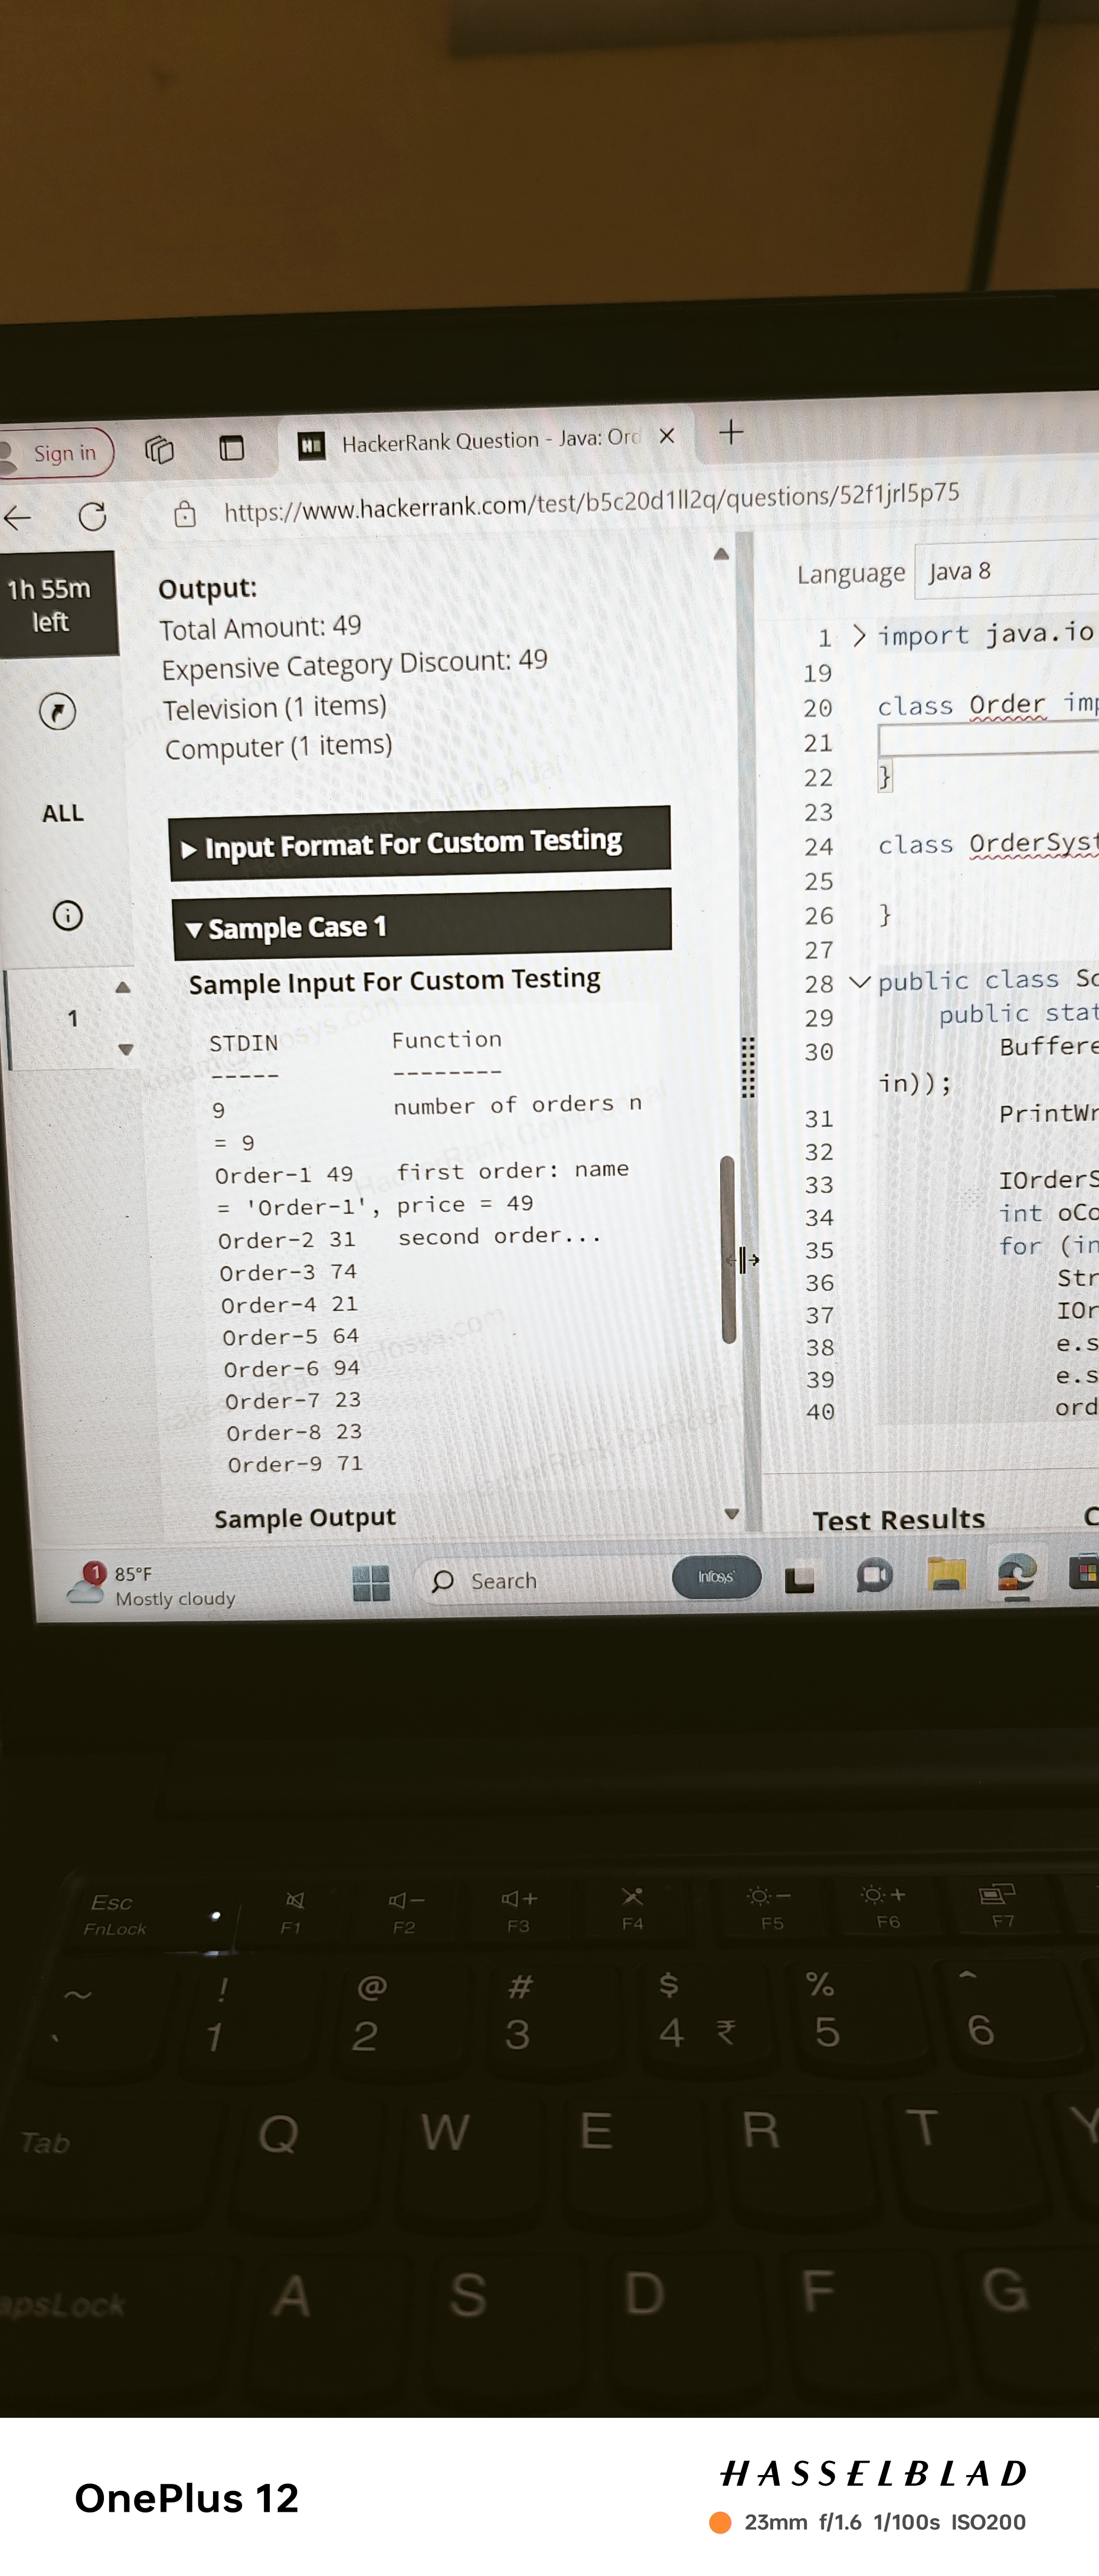 Sign in
HackerRank Question - Java: Ord
https://www.hackerrank.com/test/b5c20d1ll2q/questions/52f1jrl5p75
1h 55m
left
ALL
1
Output:
Total Amount: 49
Expensive Category Discount: 49
Television (1 items)
Computer (1 items)
Input Format For Custom Testing
Sample Case 1
Sample Input For Custom Testing
STDIN Function
----- --------
9 number of orders n
= 9
Order-1 49 first order: name
= 'Order-1', price = 49
Order-2 31 second order...
Order-3 74
Order-4 21
Order-5 64
Order-6 94
Order-7 23
Order-8 23
Order-9 71
Sample Output
Language Java 8
1 import java.io
19
20 class Order imp
21
22 }
23
24 class OrderSyst
25
26 }
27
28 public class So
29 public stat
30 Buffere
in));
31 PrintWr
32
33 IOrderS
34 int oCo
35 for (in
36 Str
37 IOr
38 e.s
39 e.s
40 ord
Test Results C
1 85°F
Mostly cloudy
Search
Infosys
Esc
FnLock
F1 F2 F3 F4 F5 F6 F7
~ ! @ # $ % ^
` 1 2 3 4 ₹ 5 6
Tab Q W E R T Y
apsLock A S D F G
OnePlus 12
HASSELBLAD
23mm f/1.6 1/100s ISO200